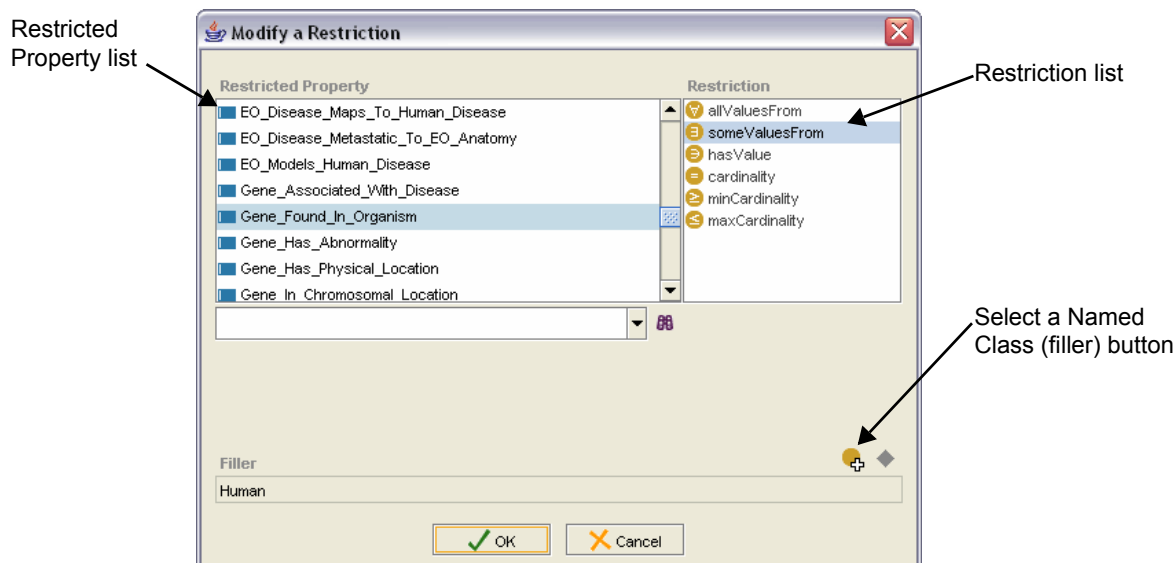 Restricted
Property list
Modify a Restriction
Restricted Property
EO_Disease_Maps_To_Human_Disease
EO_Disease_Metastatic_To_EO_Anatomy
EO_Models_Human_Disease
Gene_Associated_With_Disease
Gene_Found_In_Organism
Gene_Has_Abnormality
Gene_Has_Physical_Location
Gene_In_Chromosomal_Location
Restriction
∀ allValuesFrom
∃ someValuesFrom
∋ hasValue
= cardinality
≥ minCardinality
≤ maxCardinality
Restriction list
Select a Named
Class (filler) button
Filler
Human
OK
Cancel